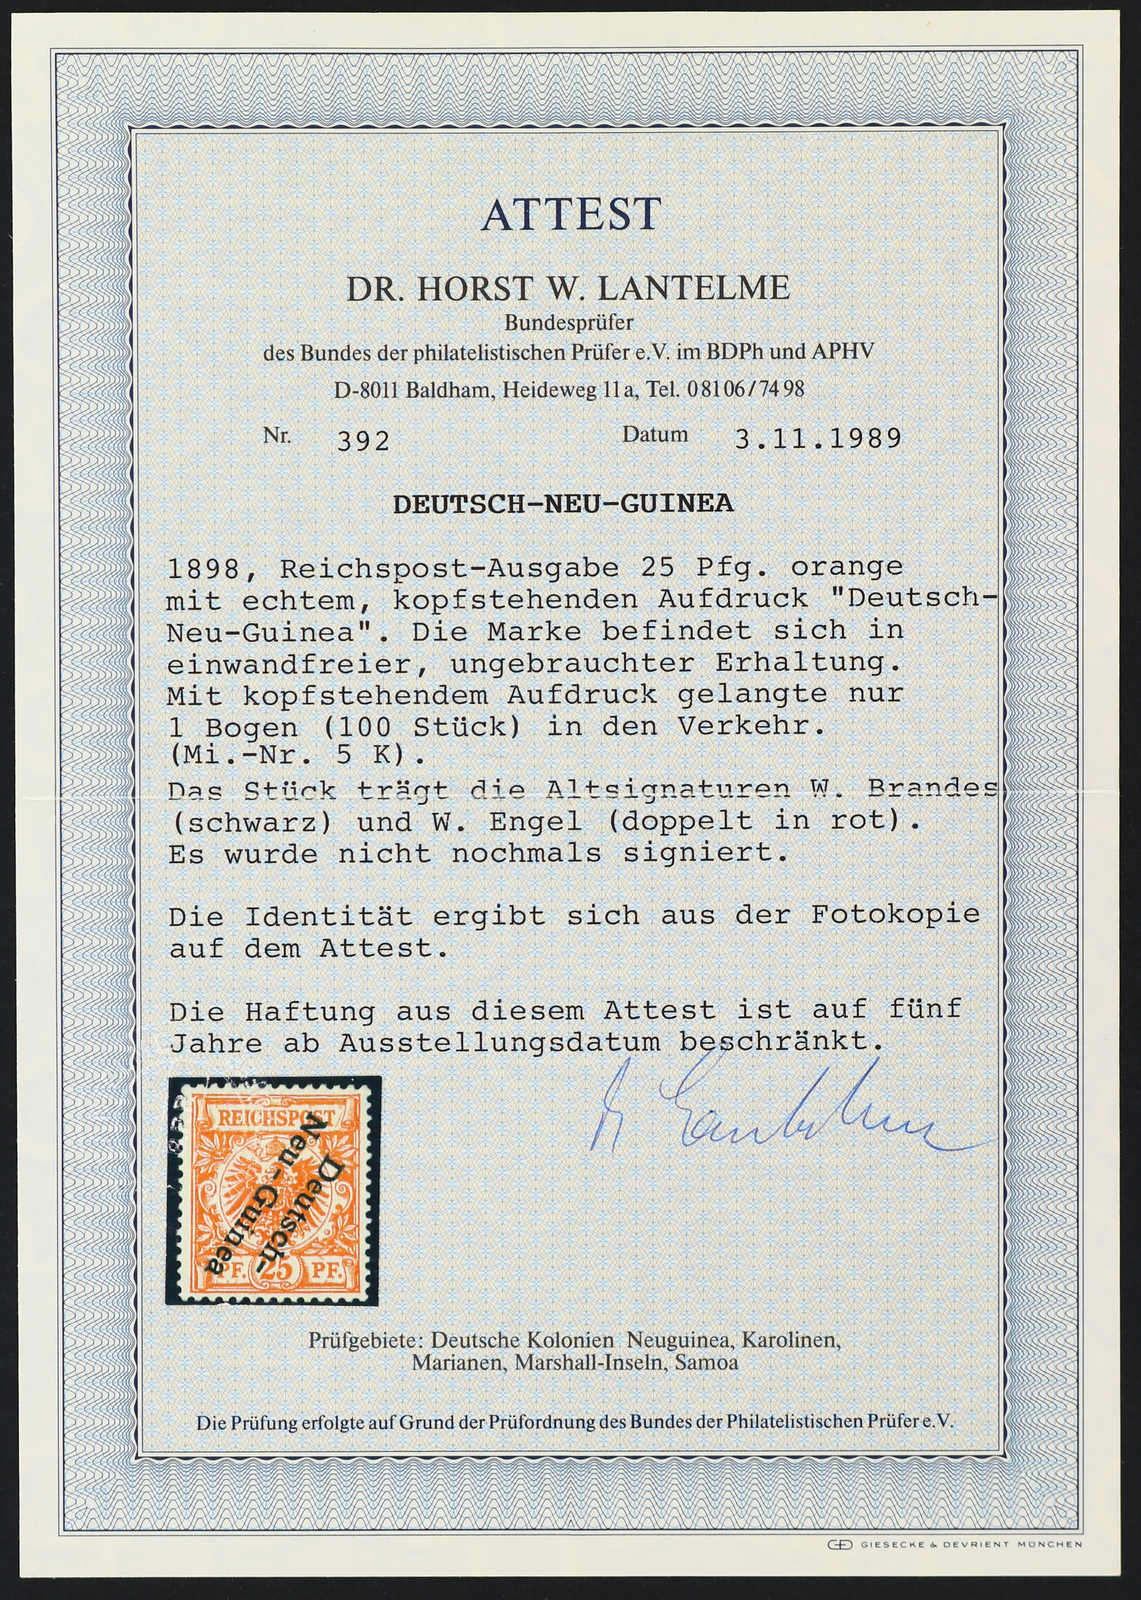 ATTEST
DR. HORST W. LANTELME
Bundesprüfer
des Bundes der philatelistischen Prüfer e.V. im BDPh und APHV
D-8011 Baldham, Heideweg 11a, Tel. 08106/7498
Nr. 392 Datum 3.11.1989
DEUTSCH-NEU-GUINEA
1898, Reichspost-Ausgabe 25 Pfg. orange
mit echtem, kopfstehenden Aufdruck "Deutsch-
Neu-Guinea". Die Marke befindet sich in
einwandfreier, ungebrauchter Erhaltung.
Mit kopfstehendem Aufdruck gelangte nur
1 Bogen (100 Stück) in den Verkehr.
(Mi.-Nr. 5 K).
Das Stück trägt die Altsignaturen W. Brandes
(schwarz) und W. Engel (doppelt in rot).
Es wurde nicht nochmals signiert.
Die Identität ergibt sich aus der Fotokopie
auf dem Attest.
Die Haftung aus diesem Attest ist auf fünf
Jahre ab Ausstellungsdatum beschränkt.
Dr Lantelme
REICHSPOST
Deutsch-
Neu-Guinea
PF. 25 PF.
Prüfgebiete: Deutsche Kolonien Neuguinea, Karolinen,
Marianen, Marshall-Inseln, Samoa
Die Prüfung erfolgte auf Grund der Prüfordnung des Bundes der Philatelistischen Prüfer e.V.
GIESECKE & DEVRIENT MÜNCHEN